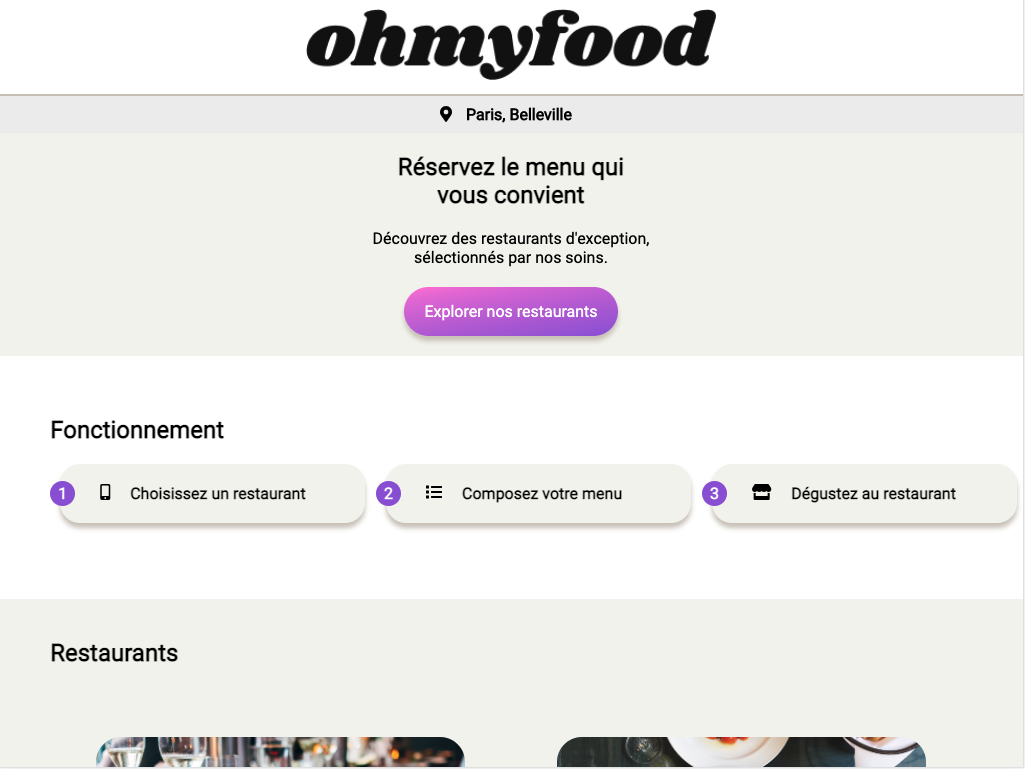 ohmyfood
Paris, Belleville
Réservez le menu qui
vous convient
Découvrez des restaurants d'exception,
sélectionnés par nos soins.
Explorer nos restaurants
Fonctionnement
1 Choisissez un restaurant
2 Composez votre menu
3 Dégustez au restaurant
Restaurants